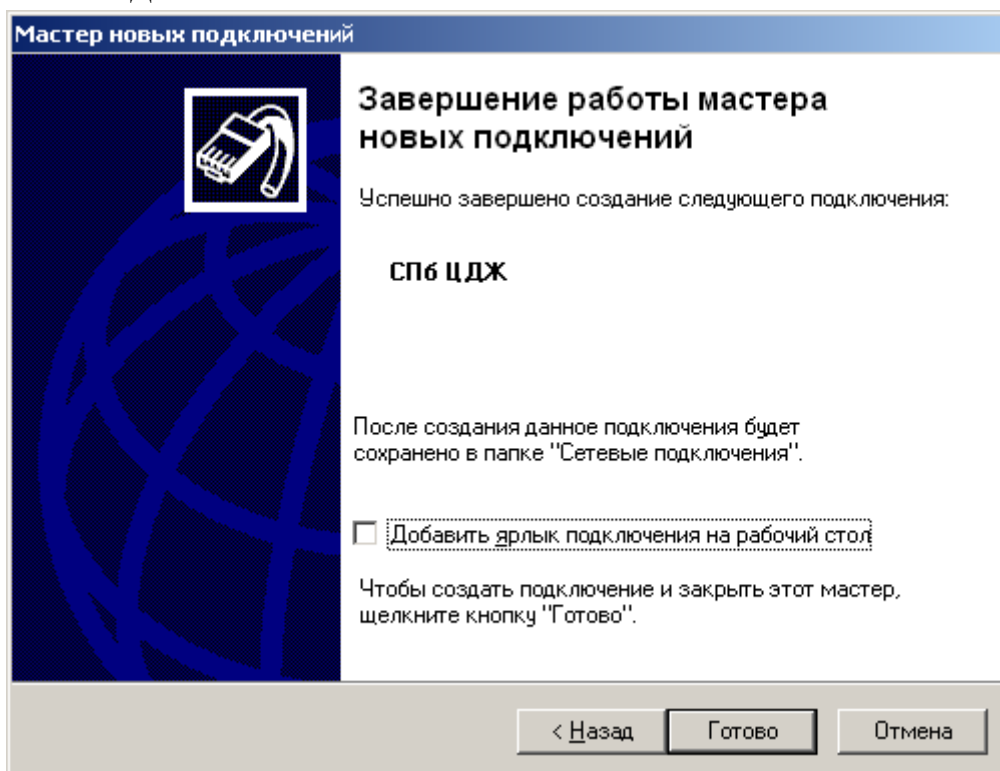 Мастер новых подключений
Завершение работы мастера
новых подключений
Успешно завершено создание следующего подключения:
СПб ЦДЖ
После создания данное подключения будет
сохранено в папке "Сетевые подключения".
Добавить ярлык подключения на рабочий стол
Чтобы создать подключение и закрыть этот мастер,
щелкните кнопку "Готово".
< Назад
Готово
Отмена